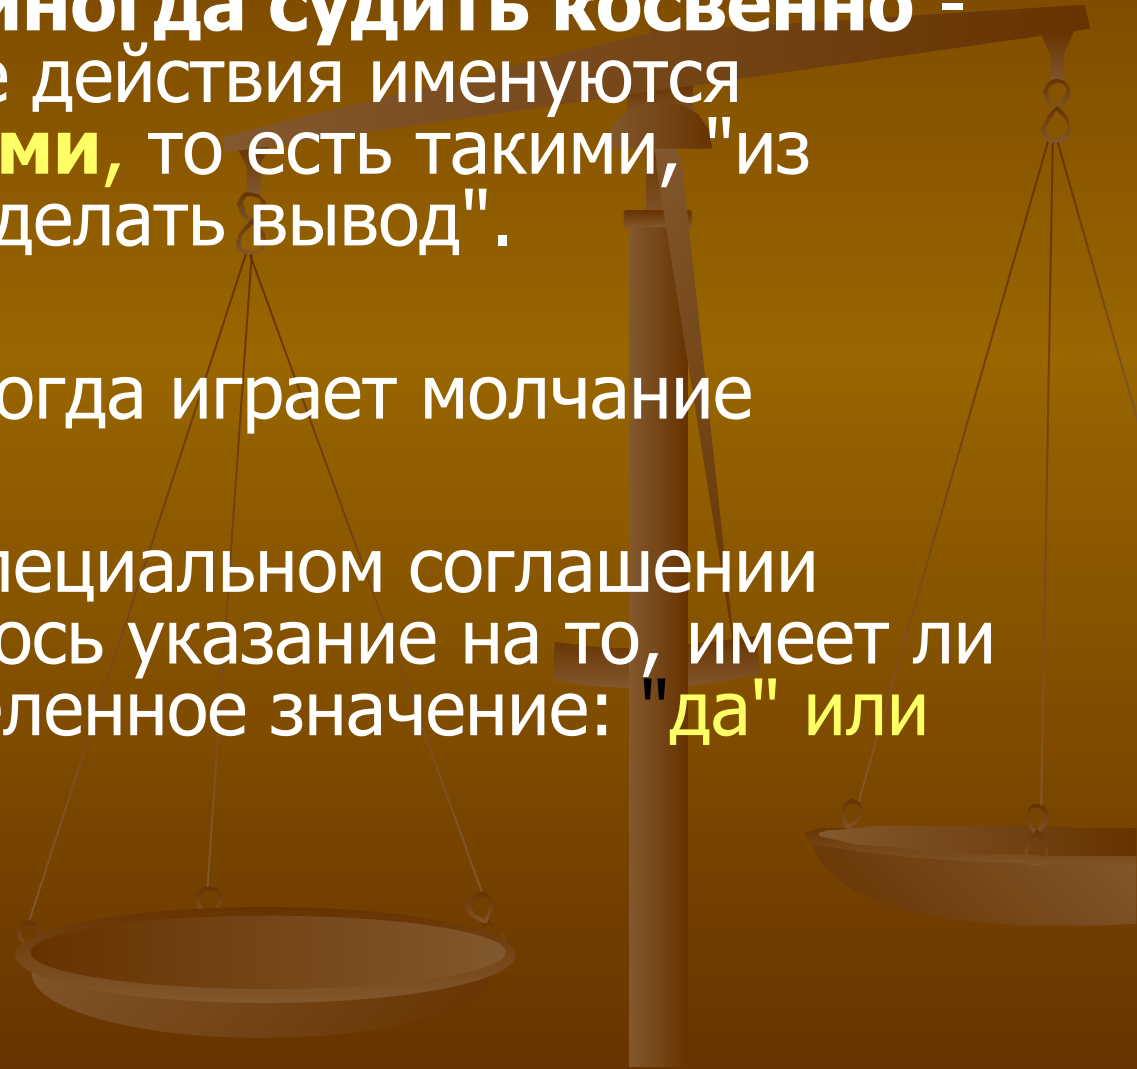 иногда судить косвенно -
е действия именуются
ми, то есть такими, "из
делать вывод".
огда играет молчание
пециальном соглашении
ось указание на то, имеет ли
еленное значение: "да" или